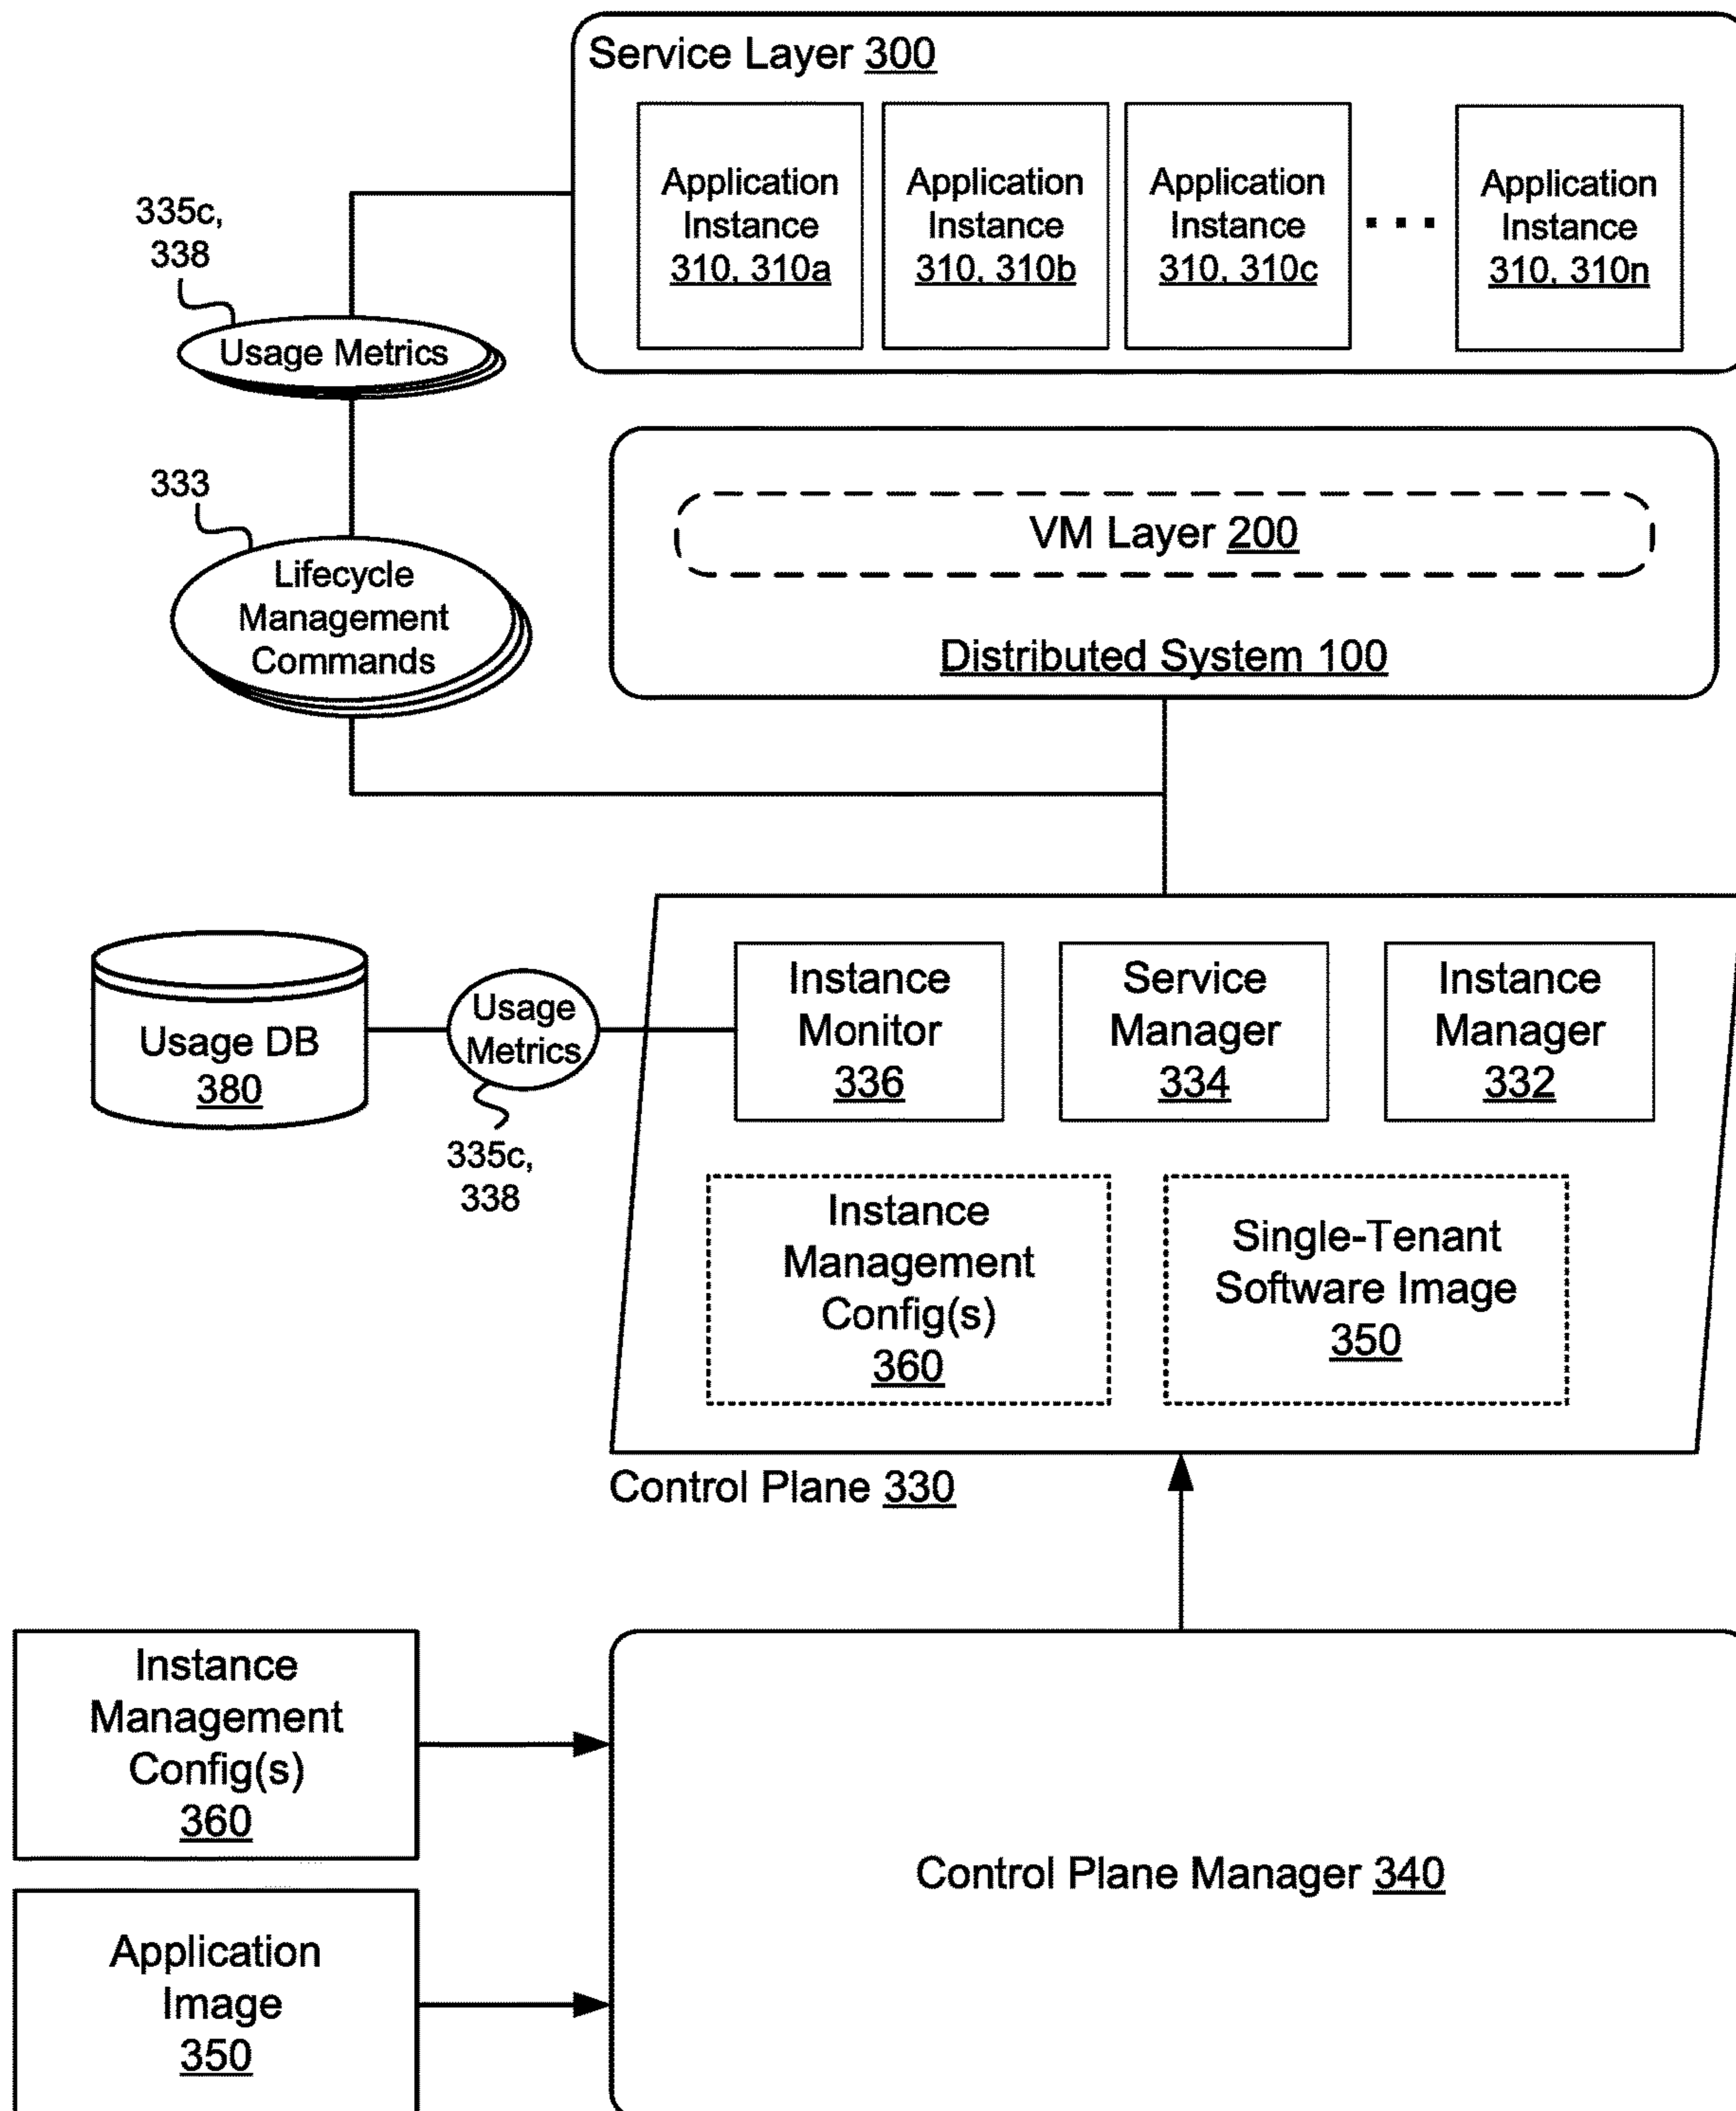 Service Layer 300
Application
Instance
310, 310a
Application
Instance
310, 310b
Application
Instance
310, 310c
...
Application
Instance
310, 310n
335c,
338
Usage Metrics
333
Lifecycle
Management
Commands
VM Layer 200
Distributed System 100
Usage DB
380
Usage
Metrics
335c,
338
Instance
Monitor
336
Service
Manager
334
Instance
Manager
332
Instance
Management
Config(s)
360
Single-Tenant
Software Image
350
Control Plane 330
Instance
Management
Config(s)
360
Application
Image
350
Control Plane Manager 340